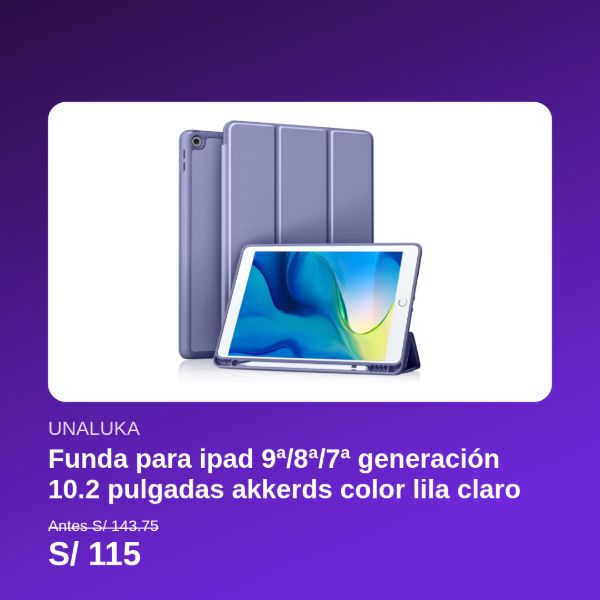 UNALUKA
Funda para ipad 9ª/8ª/7ª generación
10.2 pulgadas akkerds color lila claro
Antes S/ 143.75
S/ 115